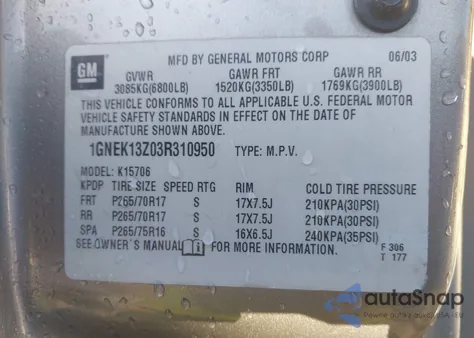 GM
MFD BY GENERAL MOTORS CORP 06/03
GVWR GAWR FRT GAWR RR
3085KG(6800LB) 1520KG(3350LB) 1769KG(3900LB)
THIS VEHICLE CONFORMS TO ALL APPLICABLE U.S. FEDERAL MOTOR
VEHICLE SAFETY STANDARDS IN EFFECT ON THE DATE OF
MANUFACTURE SHOWN ABOVE.
1GNEK13Z03R310950 TYPE: M.P.V.
MODEL: K15706
KPDP TIRE SIZE SPEED RTG RIM COLD TIRE PRESSURE
FRT P265/70R17 S 17X7.5J 210KPA(30PSI)
RR P265/70R17 S 17X7.5J 210KPA(30PSI)
SPA P265/75R16 S 16X6.5J 240KPA(35PSI)
SEE OWNER'S MANUAL FOR MORE INFORMATION.
F 306
T 177
autoSnap